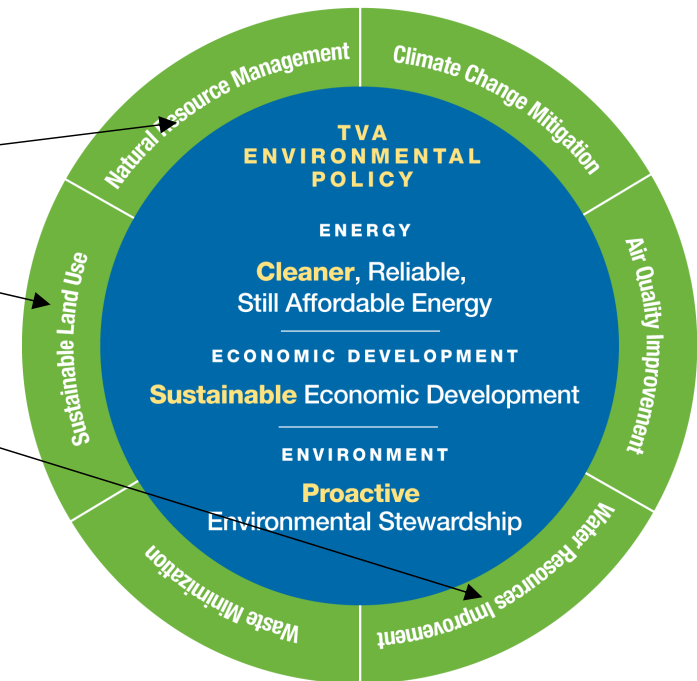 Natural Resource Management
Climate Change Mitigation
Air Quality Improvement
Water Resources Improvement
Waste Minimization
Sustainable Land Use
TVA
ENVIRONMENTAL
POLICY
ENERGY
Cleaner, Reliable,
Still Affordable Energy
ECONOMIC DEVELOPMENT
Sustainable Economic Development
ENVIRONMENT
Proactive
Environmental Stewardship